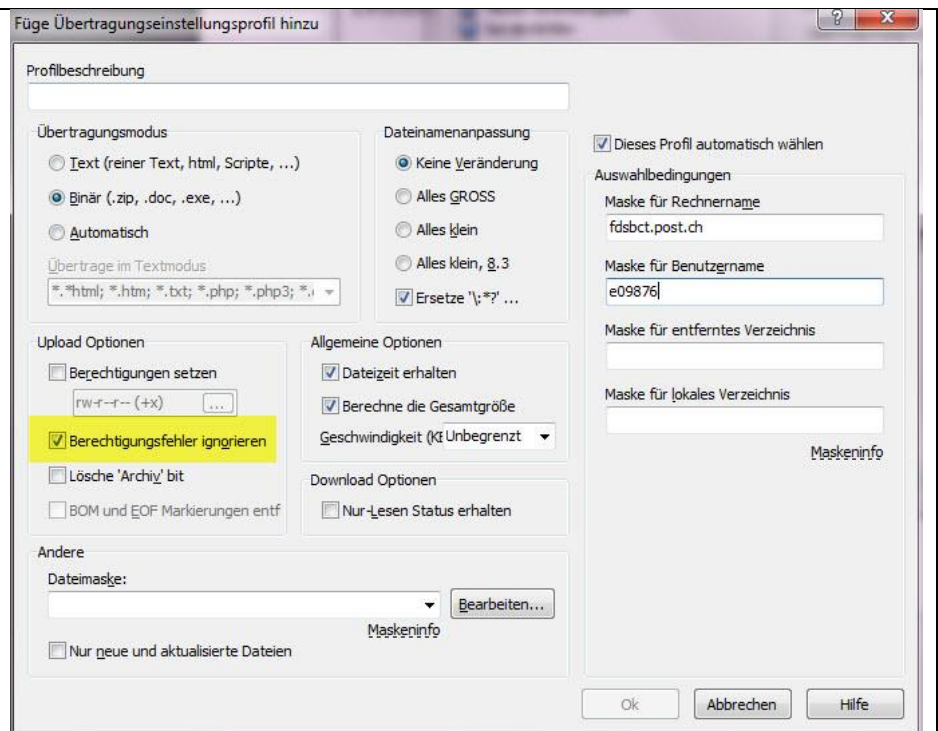 Füge Übertragungseinstellungsprofil hinzu
Profilbeschreibung
Übertragungsmodus
Text (reiner Text, html, Scripte, ...)
Binär (.zip, .doc, .exe, ...)
Automatisch
Übertrage im Textmodus
*.*html; *.htm; *.txt; *.php; *.php3; *.
Dateinamenanpassung
Keine Veränderung
Alles GROSS
Alles klein
Alles klein, 8.3
Ersetze '\:*?' ...
Dieses Profil automatisch wählen
Auswahlbedingungen
Maske für Rechnername
fdsbct.post.ch
Maske für Benutzername
e09876
Maske für entferntes Verzeichnis
Maske für lokales Verzeichnis
Maskeninfo
Upload Optionen
Berechtigungen setzen
rw-r--r-- (+x)
...
Berechtigungsfehler ignorieren
Lösche 'Archiv' bit
BOM und EOF Markierungen entf
Allgemeine Optionen
Dateizeit erhalten
Berechne die Gesamtgröße
Geschwindigkeit (KE Unbegrenzt
Download Optionen
Nur-Lesen Status erhalten
Andere
Dateimaske:
Bearbeiten...
Maskeninfo
Nur neue und aktualisierte Dateien
Ok
Abbrechen
Hilfe